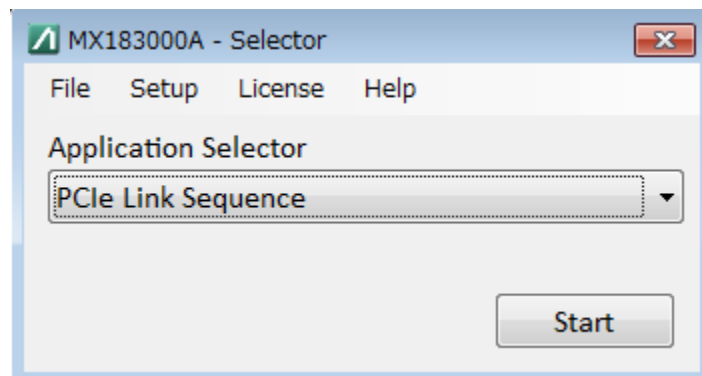 MX183000A - Selector
File Setup License Help
Application Selector
PCIe Link Sequence
Start